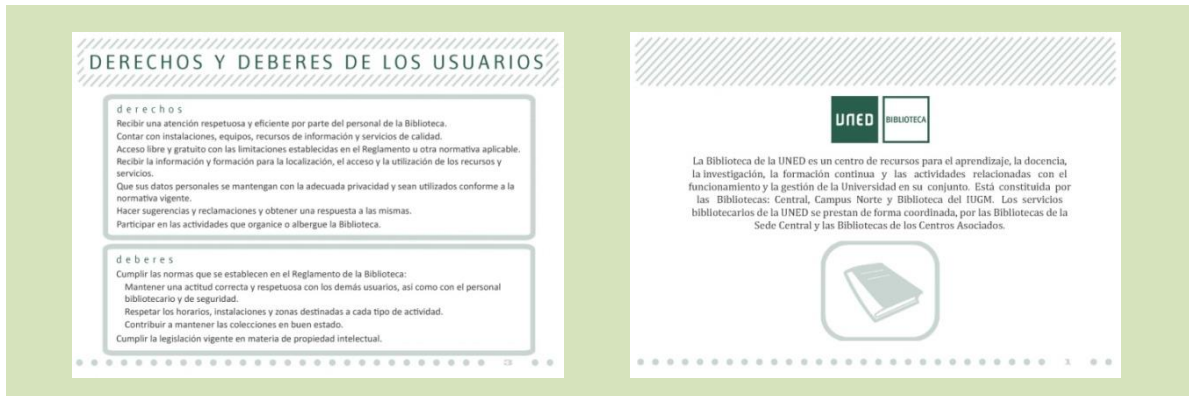 DERECHOS Y DEBERES DE LOS USUARIOS
derechos
Recibir una atención respetuosa y eficiente por parte del personal de la Biblioteca.
Contar con instalaciones, equipos, recursos de información y servicios de calidad.
Acceso libre y gratuito con las limitaciones establecidas en el Reglamento u otra normativa aplicable.
Recibir la información y formación para la localización, el acceso y la utilización de los recursos y
servicios.
Que sus datos personales se mantengan con la adecuada privacidad y sean utilizados conforme a la
normativa vigente.
Hacer sugerencias y reclamaciones y obtener una respuesta a las mismas.
Participar en las actividades que organice o albergue la Biblioteca.
deberes
Cumplir las normas que se establecen en el Reglamento de la Biblioteca:
Mantener una actitud correcta y respetuosa con los demás usuarios, así como con el personal
bibliotecario y de seguridad.
Respetar los horarios, instalaciones y zonas destinadas a cada tipo de actividad.
Contribuir a mantener las colecciones en buen estado.
Cumplir la legislación vigente en materia de propiedad intelectual.
UNED BIBLIOTECA
La Biblioteca de la UNED es un centro de recursos para el aprendizaje, la docencia,
la investigación, la formación continua y las actividades relacionadas con el
funcionamiento y la gestión de la Universidad en su conjunto. Está constituida por
las Bibliotecas: Central, Campus Norte y Biblioteca del IUGM. Los servicios
bibliotecarios de la UNED se prestan de forma coordinada, por las Bibliotecas de la
Sede Central y las Bibliotecas de los Centros Asociados.